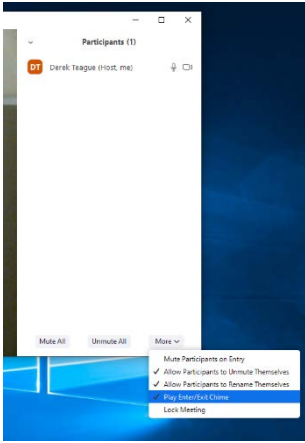 Participants (1)
DT Derek Teague (Host, me)
Mute All Unmute All More
Mute Participants on Entry
Allow Participants to Unmute Themselves
Allow Participants to Rename Themselves
Play Enter/Exit Chime
Lock Meeting